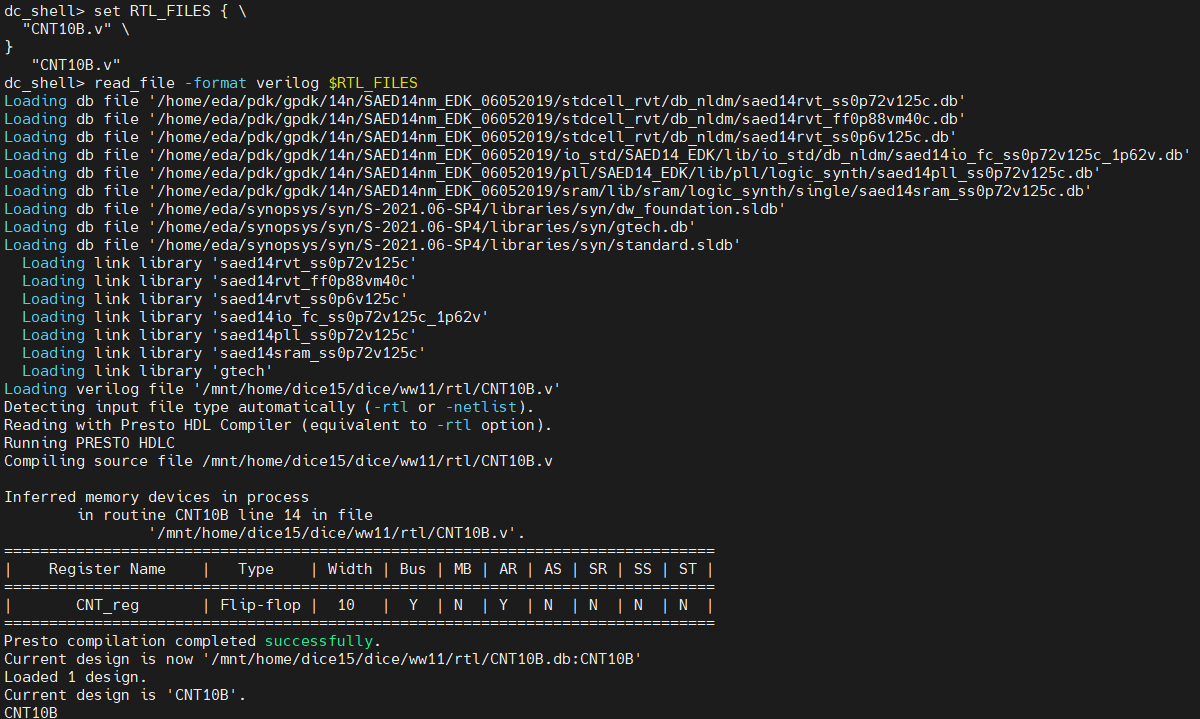 dc_shell> set RTL_FILES { \
  "CNT10B.v" \
}
   "CNT10B.v"
dc_shell> read_file -format verilog $RTL_FILES
Loading db file '/home/eda/pdk/gpdk/14n/SAED14nm_EDK_06052019/stdcell_rvt/db_nldm/saed14rvt_ss0p72v125c.db'
Loading db file '/home/eda/pdk/gpdk/14n/SAED14nm_EDK_06052019/stdcell_rvt/db_nldm/saed14rvt_ff0p88vm40c.db'
Loading db file '/home/eda/pdk/gpdk/14n/SAED14nm_EDK_06052019/stdcell_rvt/db_nldm/saed14rvt_ss0p6v125c.db'
Loading db file '/home/eda/pdk/gpdk/14n/SAED14nm_EDK_06052019/io_std/SAED14_EDK/lib/io_std/db_nldm/saed14io_fc_ss0p72v125c_1p62v.db'
Loading db file '/home/eda/pdk/gpdk/14n/SAED14nm_EDK_06052019/pll/SAED14_EDK/lib/pll/logic_synth/saed14pll_ss0p72v125c.db'
Loading db file '/home/eda/pdk/gpdk/14n/SAED14nm_EDK_06052019/sram/lib/sram/logic_synth/single/saed14sram_ss0p72v125c.db'
Loading db file '/home/eda/synopsys/syn/S-2021.06-SP4/libraries/syn/dw_foundation.sldb'
Loading db file '/home/eda/synopsys/syn/S-2021.06-SP4/libraries/syn/gtech.db'
Loading db file '/home/eda/synopsys/syn/S-2021.06-SP4/libraries/syn/standard.sldb'
  Loading link library 'saed14rvt_ss0p72v125c'
  Loading link library 'saed14rvt_ff0p88vm40c'
  Loading link library 'saed14rvt_ss0p6v125c'
  Loading link library 'saed14io_fc_ss0p72v125c_1p62v'
  Loading link library 'saed14pll_ss0p72v125c'
  Loading link library 'saed14sram_ss0p72v125c'
  Loading link library 'gtech'
Loading verilog file '/mnt/home/dice15/dice/ww11/rtl/CNT10B.v'
Detecting input file type automatically (-rtl or -netlist).
Reading with Presto HDL Compiler (equivalent to -rtl option).
Running PRESTO HDLC
Compiling source file /mnt/home/dice15/dice/ww11/rtl/CNT10B.v

Inferred memory devices in process
        in routine CNT10B line 14 in file
                '/mnt/home/dice15/dice/ww11/rtl/CNT10B.v'.
===============================================================================
|    Register Name    |   Type    | Width | Bus | MB | AR | AS | SR | SS | ST |
===============================================================================
|       CNT_reg       | Flip-flop |  10   |  Y  | N  | Y  | N  | N  | N  | N  |
===============================================================================
Presto compilation completed successfully.
Current design is now '/mnt/home/dice15/dice/ww11/rtl/CNT10B.db:CNT10B'
Loaded 1 design.
Current design is 'CNT10B'.
CNT10B